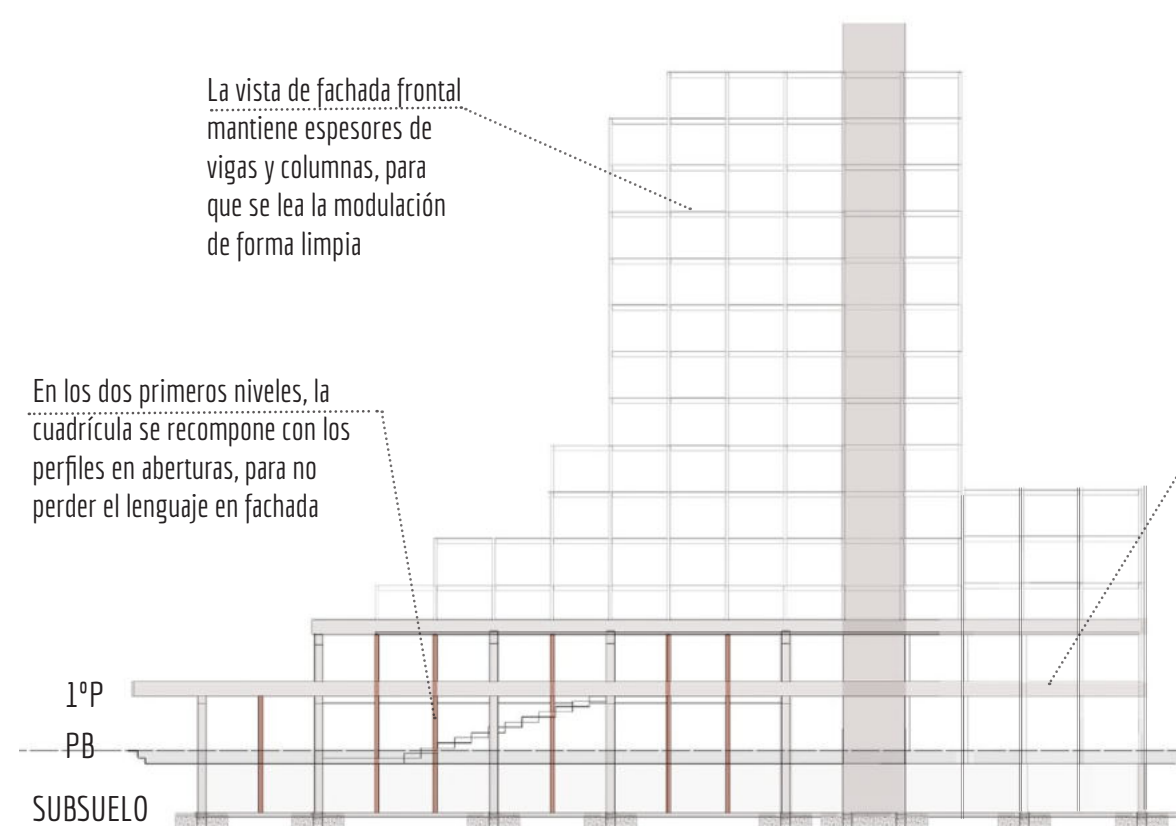 La vista de fachada frontal
mantiene espesores de
vigas y columnas, para
que se lea la modulación
de forma limpia
En los dos primeros niveles, la
cuadrícula se recompone con los
perfiles en aberturas, para no
perder el lenguaje en fachada
1ºP
PB
SUBSUELO